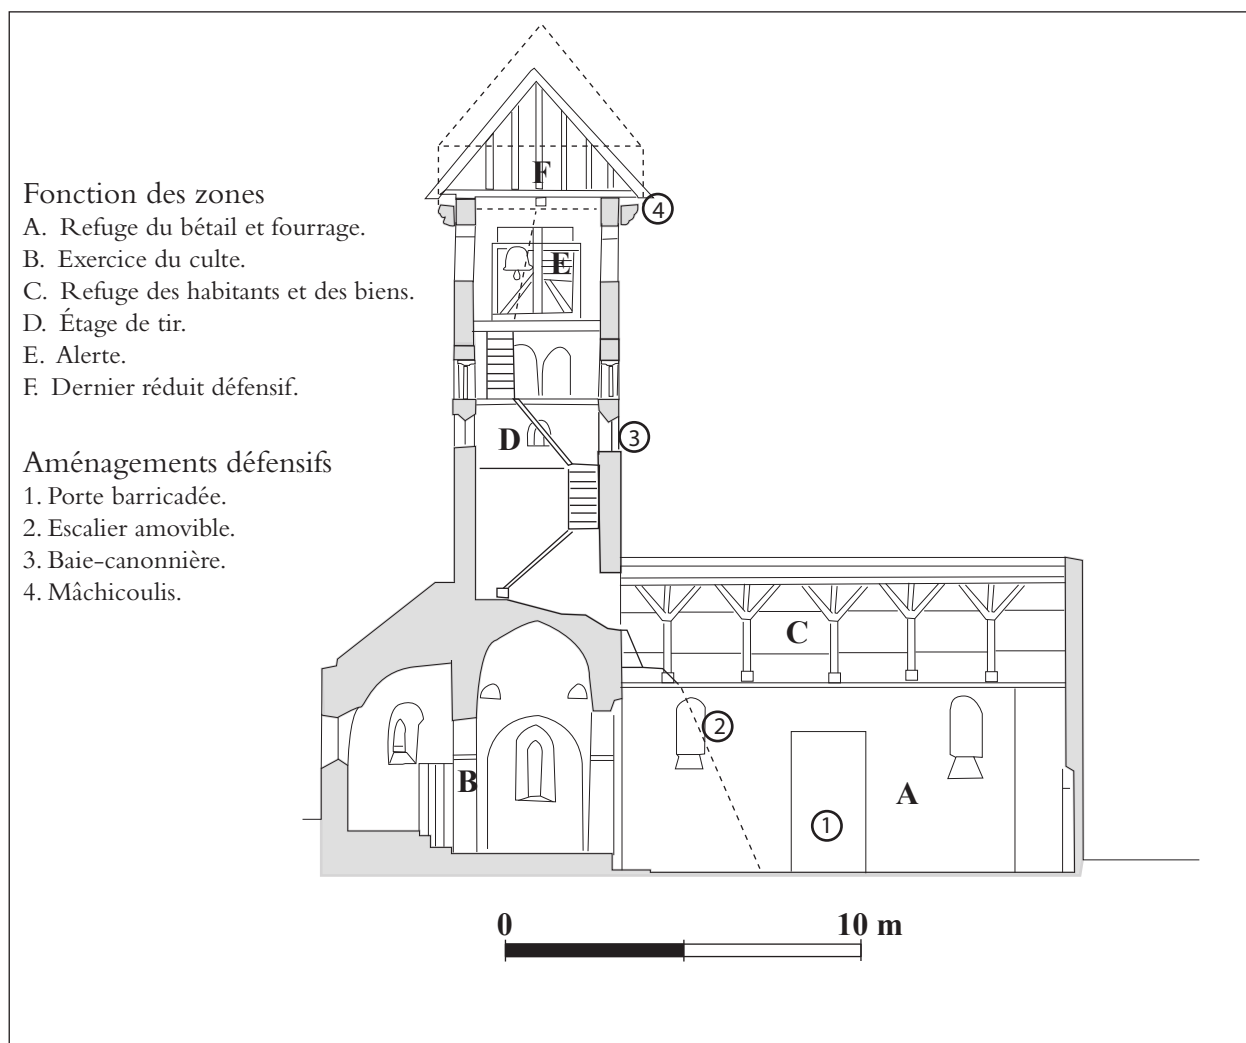 Fonction des zones
A. Refuge du bétail et fourrage.
B. Exercice du culte.
C. Refuge des habitants et des biens.
D. Étage de tir.
E. Alerte.
F. Dernier réduit défensif.
Aménagements défensifs
1. Porte barricadée.
2. Escalier amovible.
3. Baie-canonnière.
4. Mâchicoulis.
F
4
E
D
3
C
2
B
A
1
0 10 m